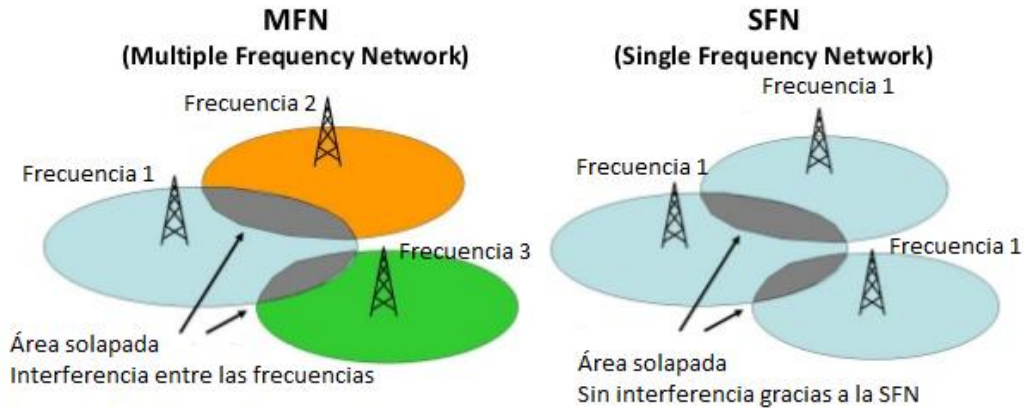 MFN
(Multiple Frequency Network)
Frecuencia 2
Frecuencia 1
Frecuencia 3
Área solapada
Interferencia entre las frecuencias
SFN
(Single Frequency Network)
Frecuencia 1
Frecuencia 1
Frecuencia 1
Área solapada
Sin interferencia gracias a la SFN